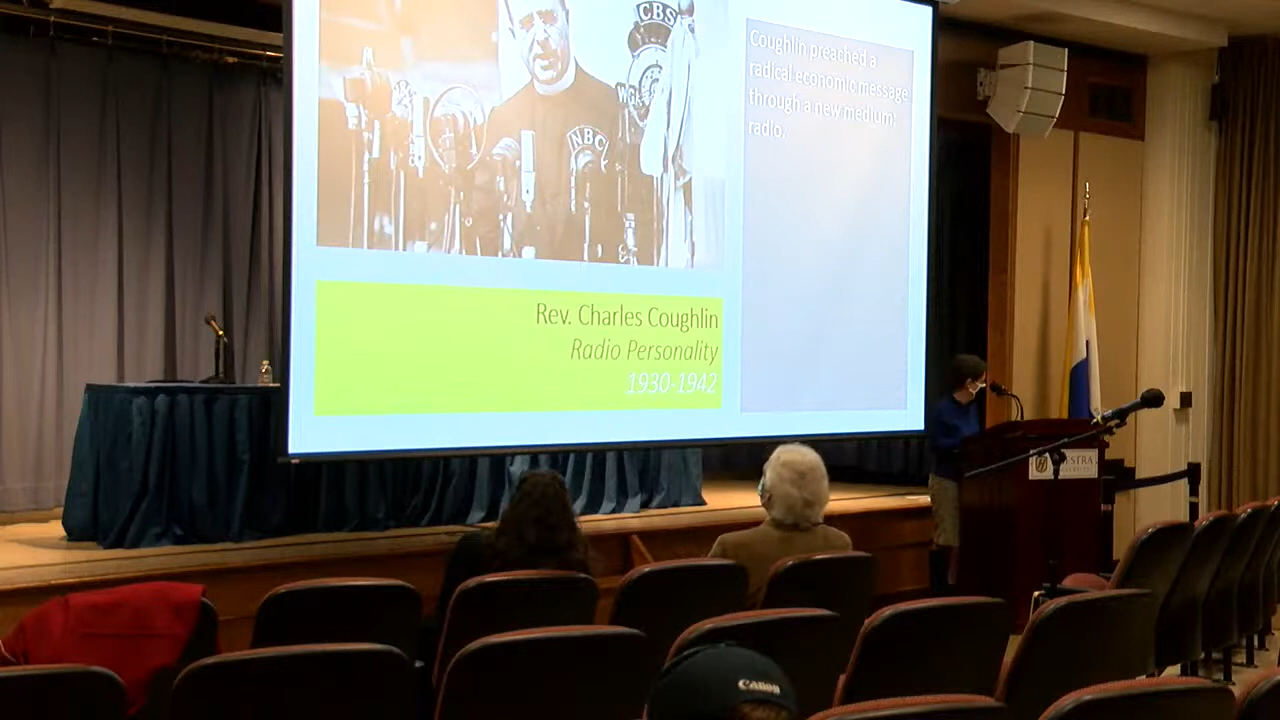 CBS
WG
NBC
Coughlin preached a
radical economic message
through a new medium:
radio.
Rev. Charles Coughlin
Radio Personality
1930-1942
Canon